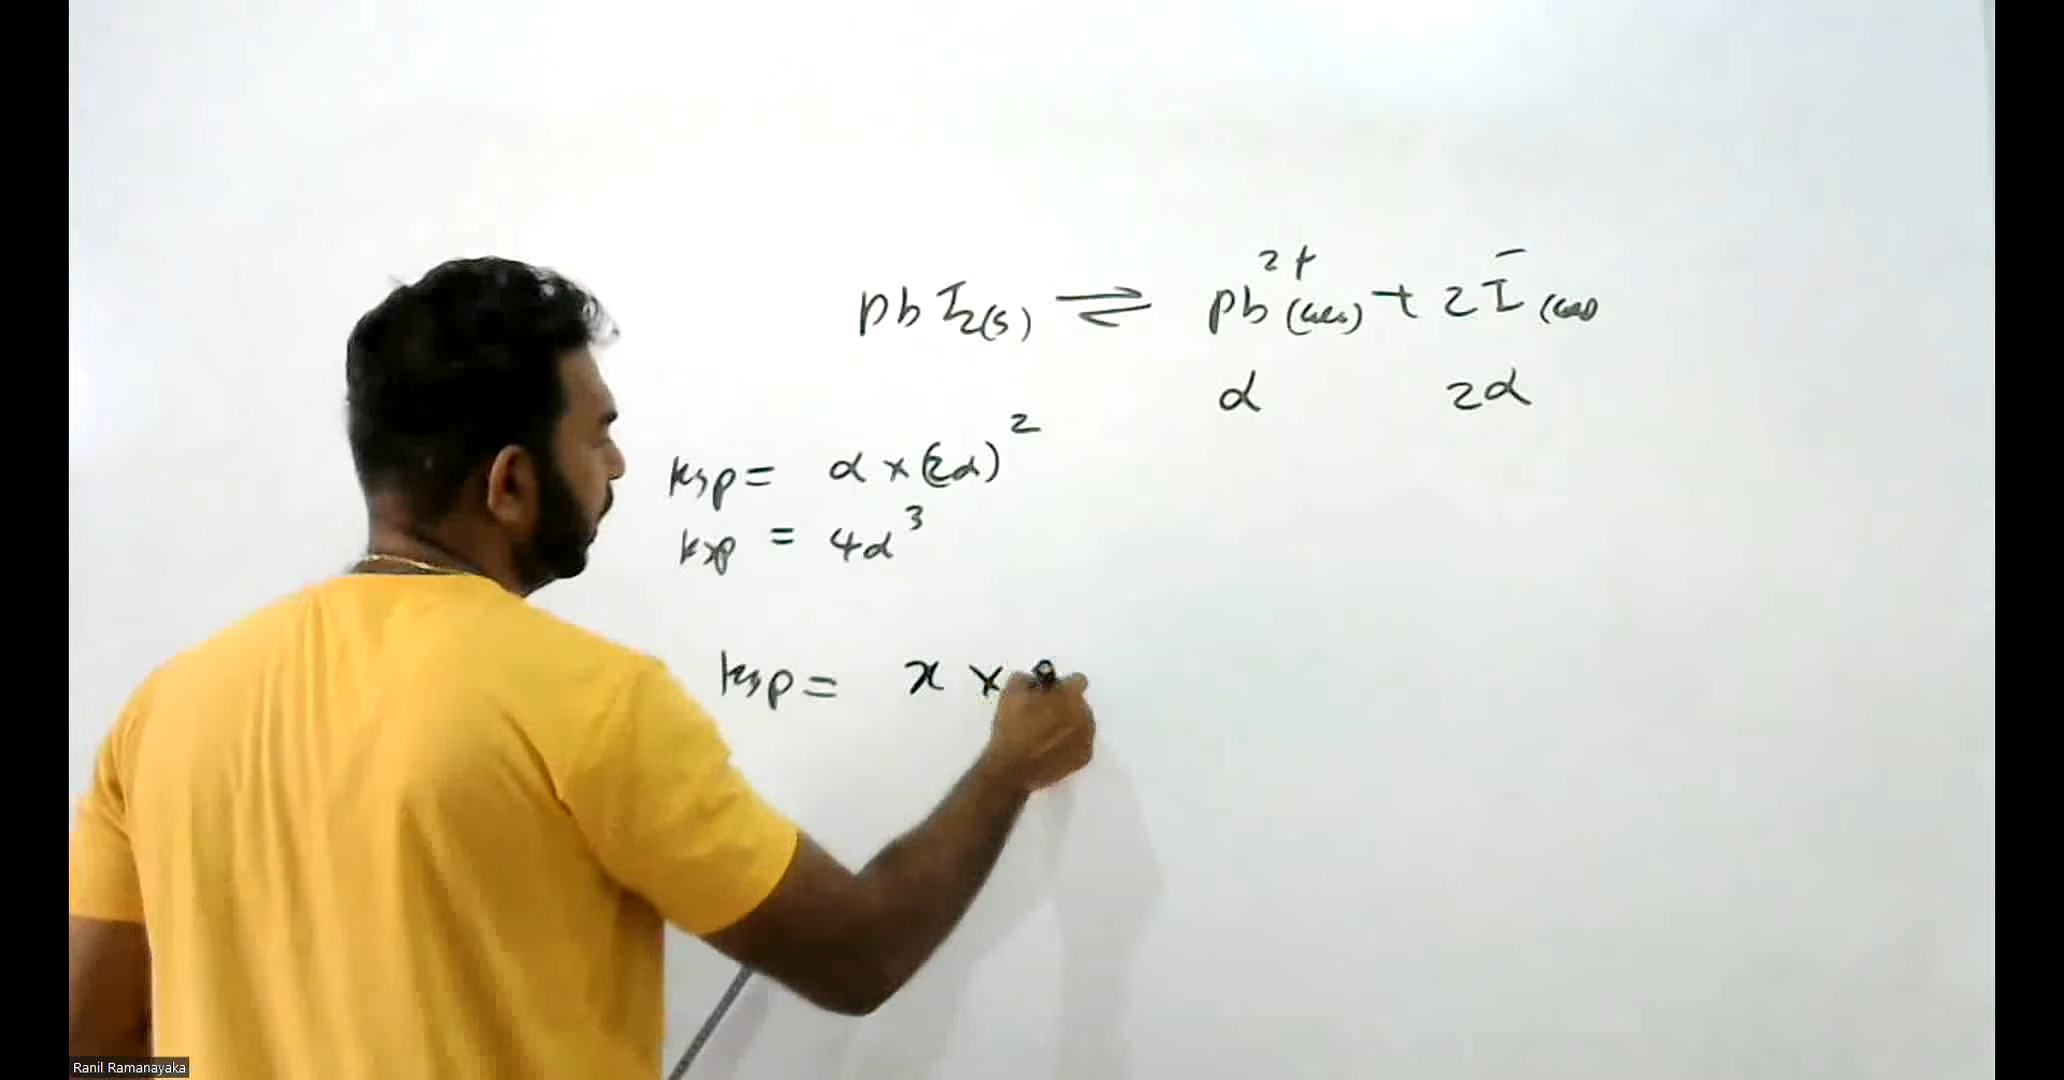 PbI₂(s) ⇌ Pb²⁺(aq) + 2I⁻(aq)
α 2α
ksp = α × (2α)²
ksp = 4α³
ksp = x ×
Ranil Ramanayaka